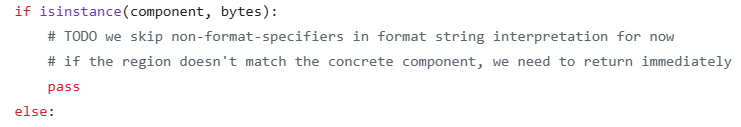 if isinstance(component, bytes):
    # TODO we skip non-format-specifiers in format string interpretation for now
    # if the region doesn't match the concrete component, we need to return immediately
    pass
else: